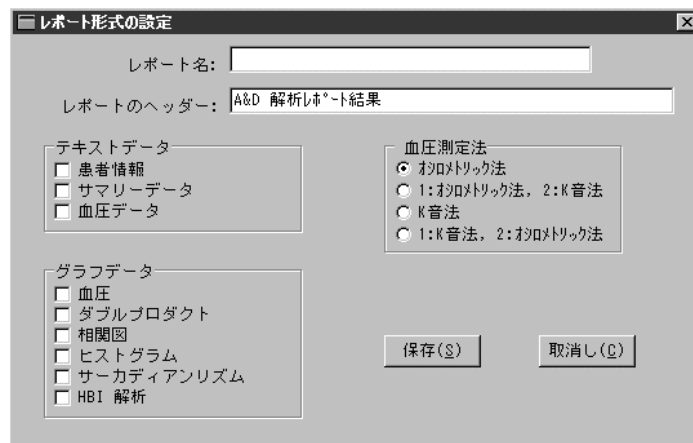 レポート形式の設定
レポート名:
レポートのヘッダー: A&D 解析ﾚﾎﾟｰﾄ結果
テキストデータ
患者情報
サマリーデータ
血圧データ
血圧測定法
ｵｼﾛﾒﾄﾘｯｸ法
1:ｵｼﾛﾒﾄﾘｯｸ法, 2:K音法
K音法
1:K音法, 2:ｵｼﾛﾒﾄﾘｯｸ法
グラフデータ
血圧
ダブルプロダクト
相関図
ヒストグラム
サーカディアンリズム
HBI 解析
保存(S)
取消し(C)